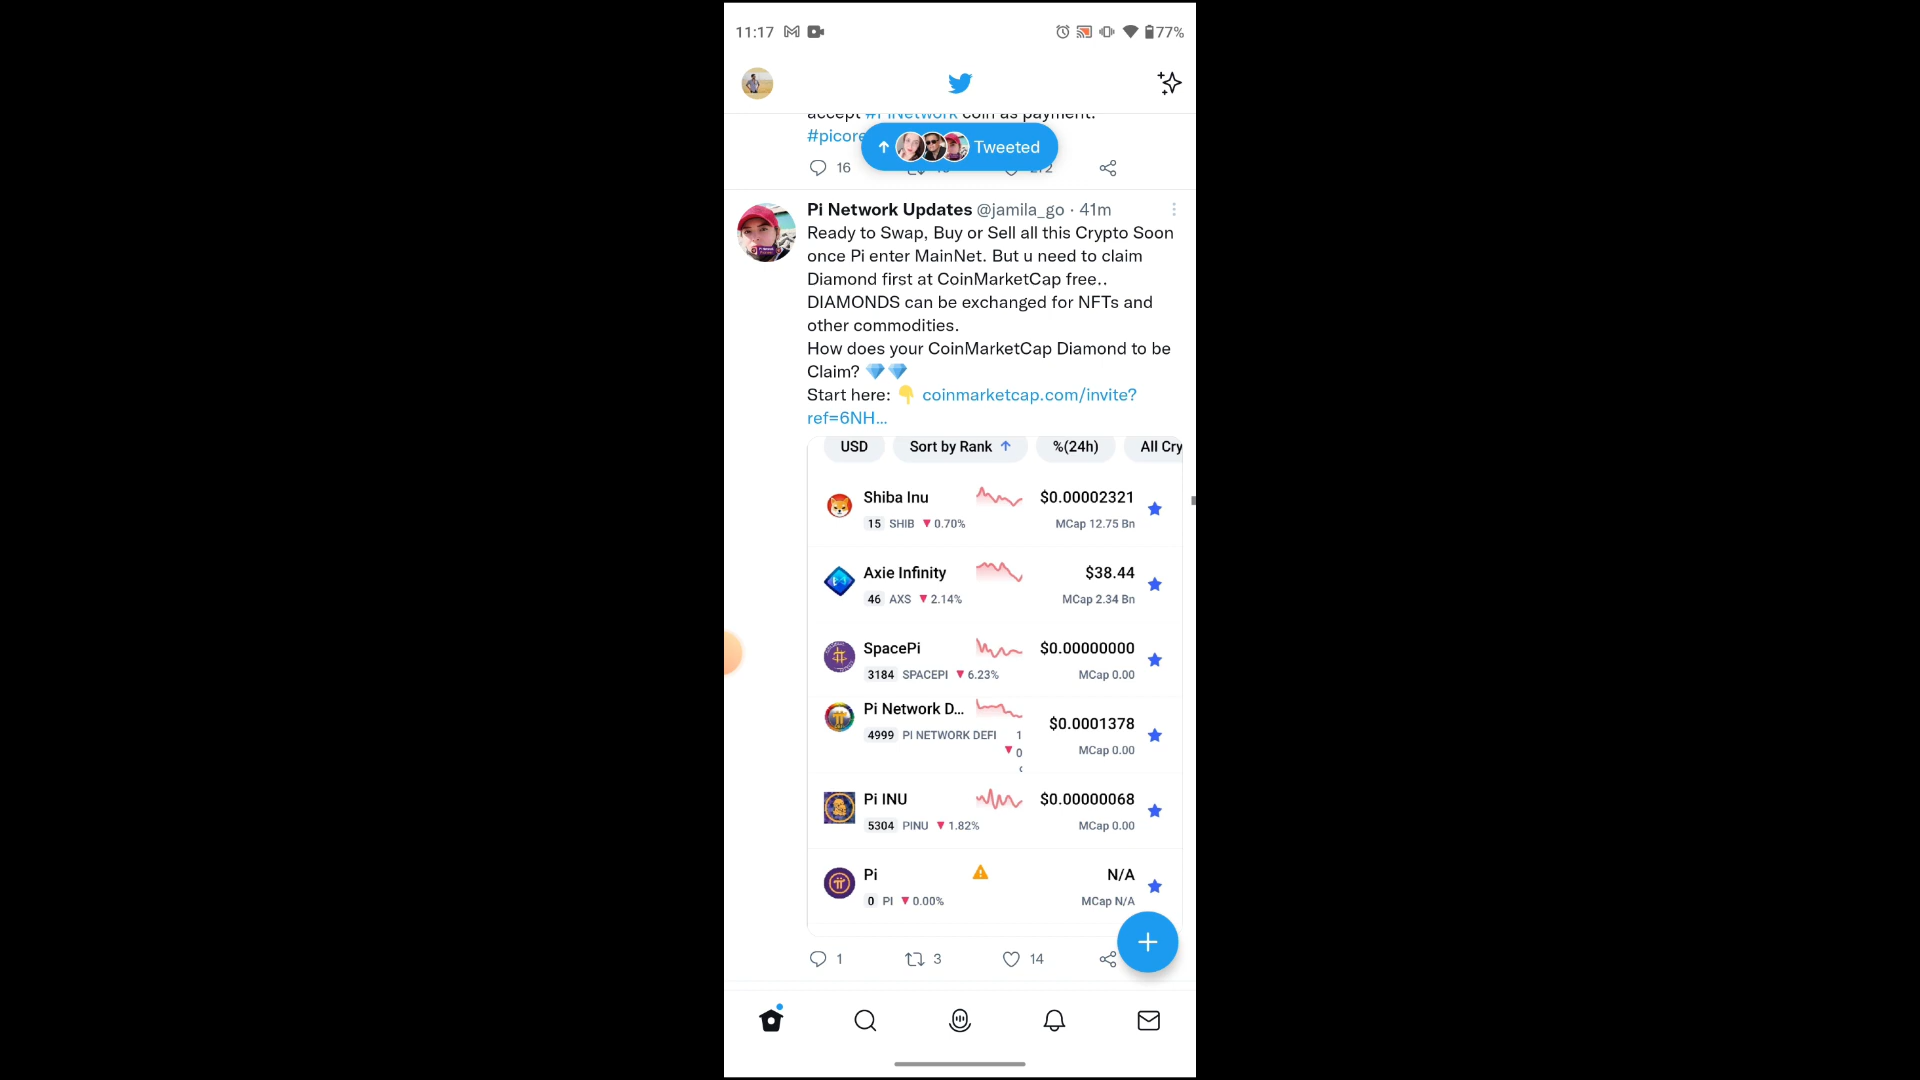 11:17
77%
accept #PiNetwork coin as payment.
#picore
Tweeted
16
Pi Network Updates @jamila_go · 41m
Ready to Swap, Buy or Sell all this Crypto Soon
once Pi enter MainNet. But u need to claim
Diamond first at CoinMarketCap free..
DIAMONDS can be exchanged for NFTs and
other commodities.
How does your CoinMarketCap Diamond to be
Claim? 💎💎
Start here: 👇 coinmarketcap.com/invite?
ref=6NH...
USD Sort by Rank %(24h) All Cry
Shiba Inu $0.00002321
15 SHIB ▼ 0.70% MCap 12.75 Bn
Axie Infinity $38.44
46 AXS ▼ 2.14% MCap 2.34 Bn
SpacePi $0.00000000
3184 SPACEPI ▼ 6.23% MCap 0.00
Pi Network D... $0.0001378
4999 PI NETWORK DEFI ▼ 10 MCap 0.00
Pi INU $0.00000068
5304 PINU ▼ 1.82% MCap 0.00
Pi N/A
0 PI ▼ 0.00% MCap N/A
1 3 14